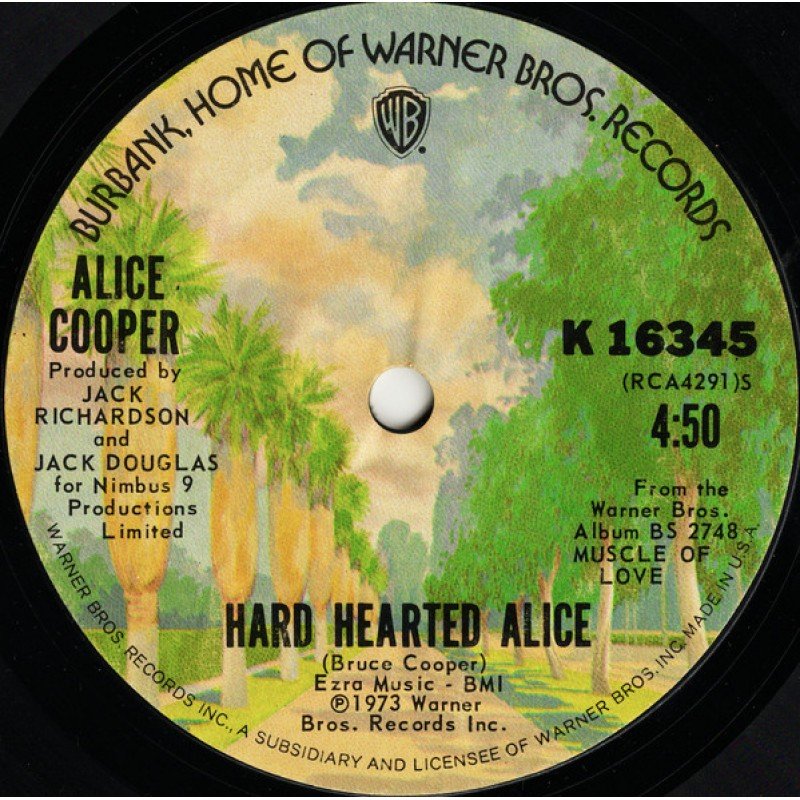 BURBANK, HOME OF WARNER BROS. RECORDS
WB
ALICE
COOPER
Produced by
JACK
RICHARDSON
and
JACK DOUGLAS
for Nimbus 9
Productions
Limited
K 16345
(RCA4291)S
4:50
From the
Warner Bros.
Album BS 2748
MUSCLE OF
LOVE
HARD HEARTED ALICE
(Bruce Cooper)
Ezra Music - BMI
℗1973 Warner
Bros. Records Inc.
WARNER BROS. RECORDS INC., A SUBSIDIARY AND LICENSEE OF WARNER BROS. INC. MADE IN U.S.A.